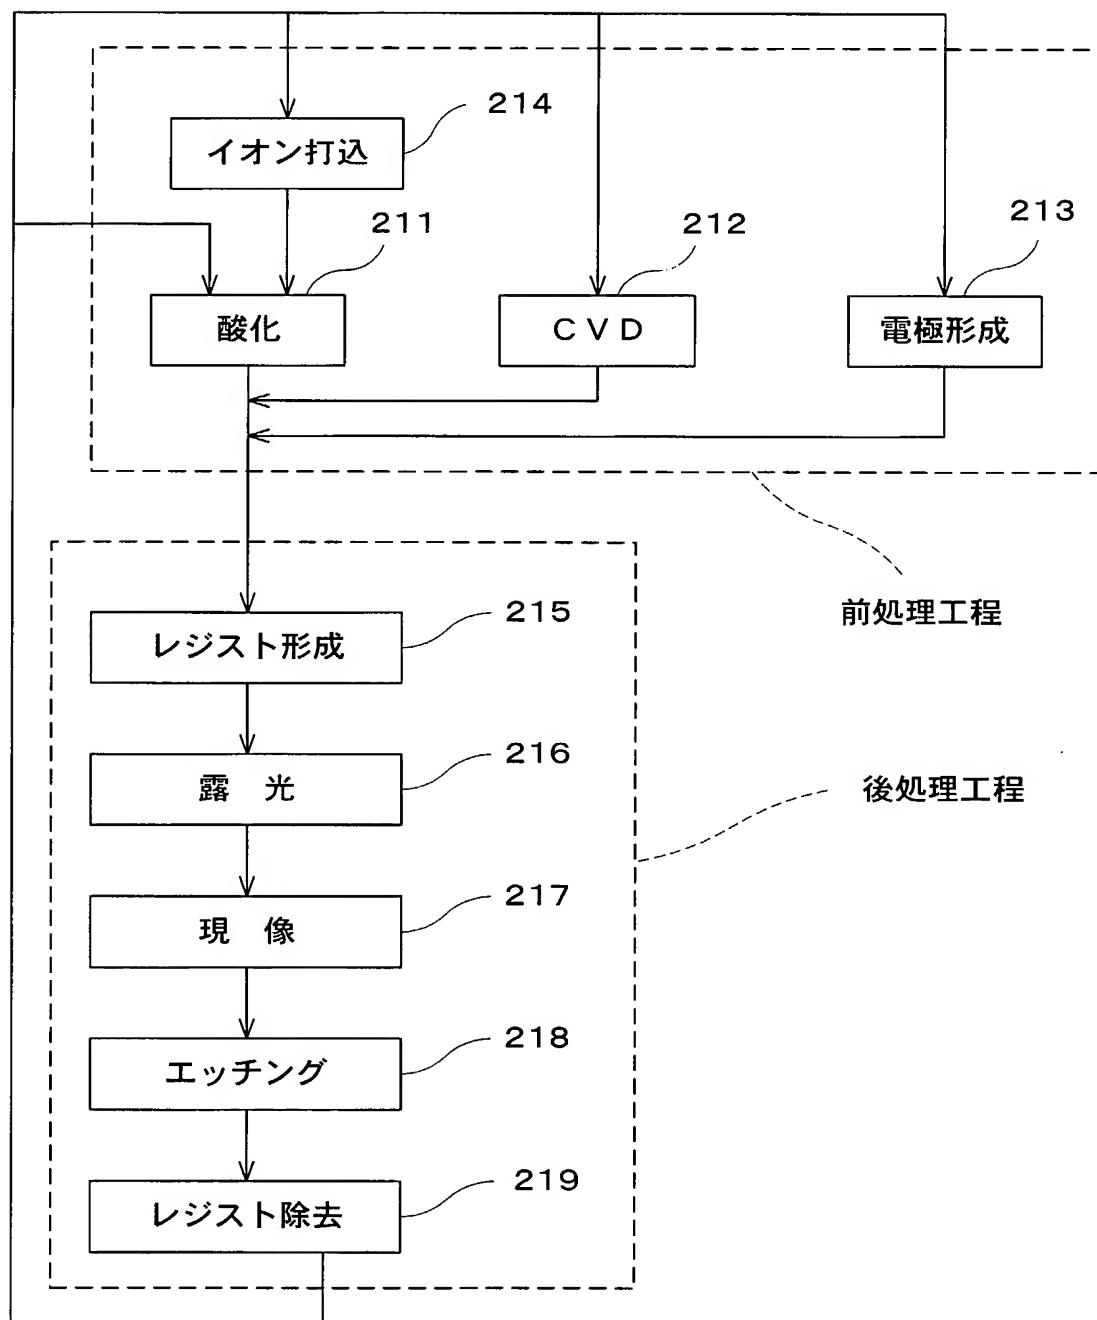 214
イオン打込
211
212
213
酸化
ＣＶＤ
電極形成
前処理工程
215
レジスト形成
216
露　光
後処理工程
217
現　像
218
エッチング
219
レジスト除去